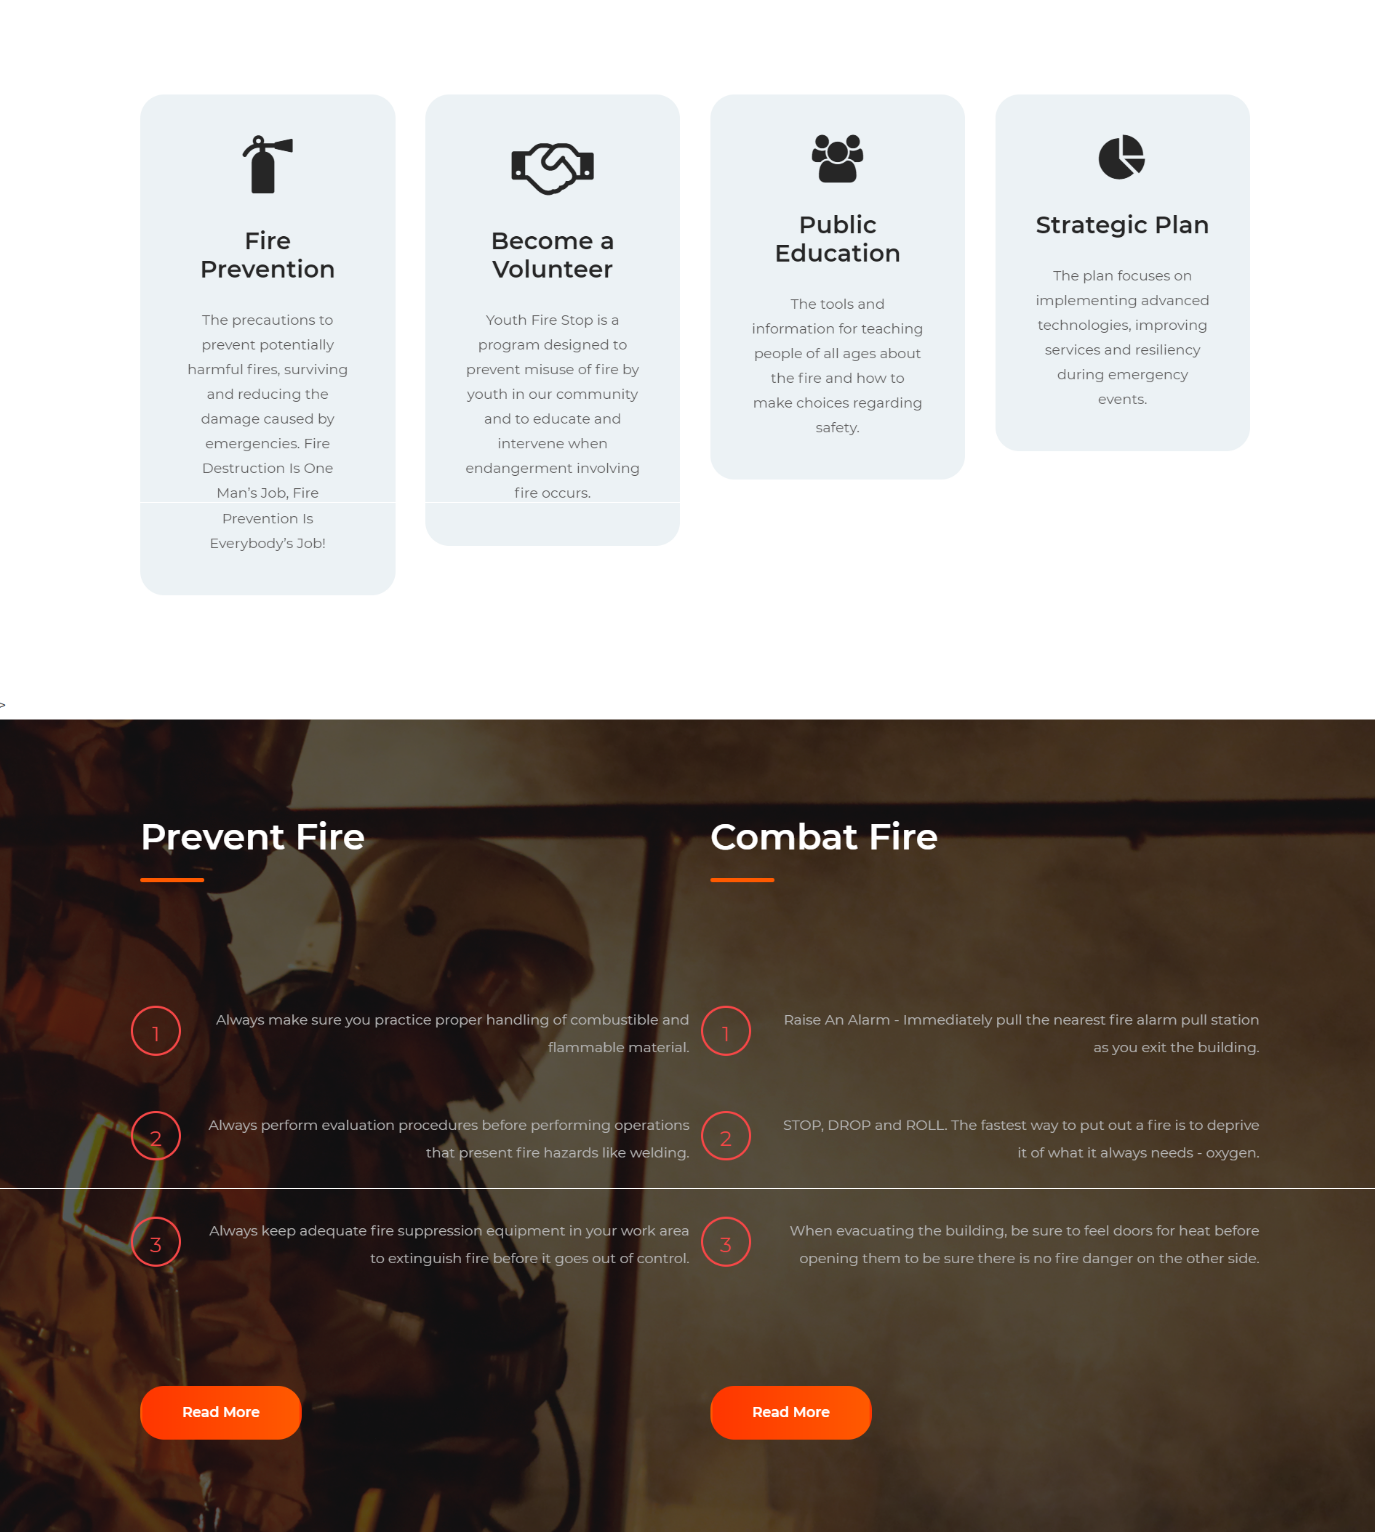 Fire
Prevention
The precautions to
prevent potentially
harmful fires, surviving
and reducing the
damage caused by
emergencies. Fire
Destruction Is One
Man’s Job, Fire
Prevention Is
Everybody’s Job!
Become a
Volunteer
Youth Fire Stop is a
program designed to
prevent misuse of fire by
youth in our community
and to educate and
intervene when
endangerment involving
fire occurs.
Public
Education
The tools and
information for teaching
people of all ages about
the fire and how to
make choices regarding
safety.
Strategic Plan
The plan focuses on
implementing advanced
technologies, improving
services and resiliency
during emergency
events.
>
Prevent Fire
1
Always make sure you practice proper handling of combustible and
flammable material.
2
Always perform evaluation procedures before performing operations
that present fire hazards like welding.
3
Always keep adequate fire suppression equipment in your work area
to extinguish fire before it goes out of control.
Read More
Combat Fire
1
Raise An Alarm - Immediately pull the nearest fire alarm pull station
as you exit the building.
2
STOP, DROP and ROLL. The fastest way to put out a fire is to deprive
it of what it always needs - oxygen.
3
When evacuating the building, be sure to feel doors for heat before
opening them to be sure there is no fire danger on the other side.
Read More